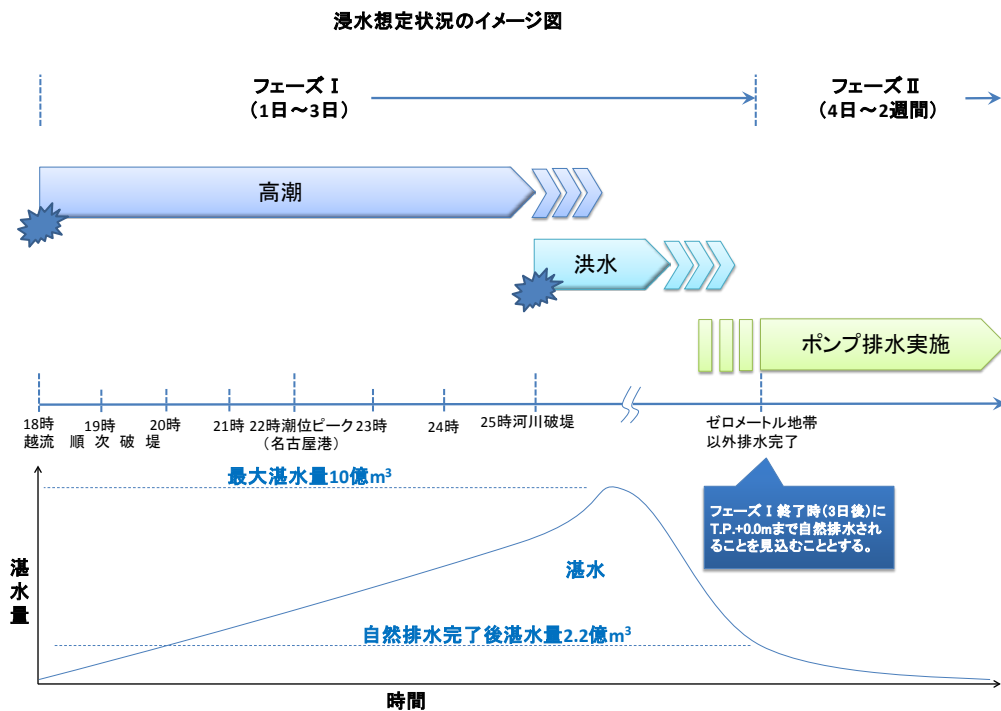 浸水想定状況のイメージ図
フェーズⅠ
（1日～3日）
フェーズⅡ
（4日～2週間）
高潮
洪水
ポンプ排水実施
18時
越流 順次破堤
19時
20時
21時
22時潮位ピーク
（名古屋港）
23時
24時
25時河川破堤
ゼロメートル地帯
以外排水完了
最大湛水量10億m³
フェーズⅠ終了時（3日後）に
T.P.+0.0mまで自然排水され
ることを見込むこととする。
湛水量
湛水
自然排水完了後湛水量2.2億m³
時間